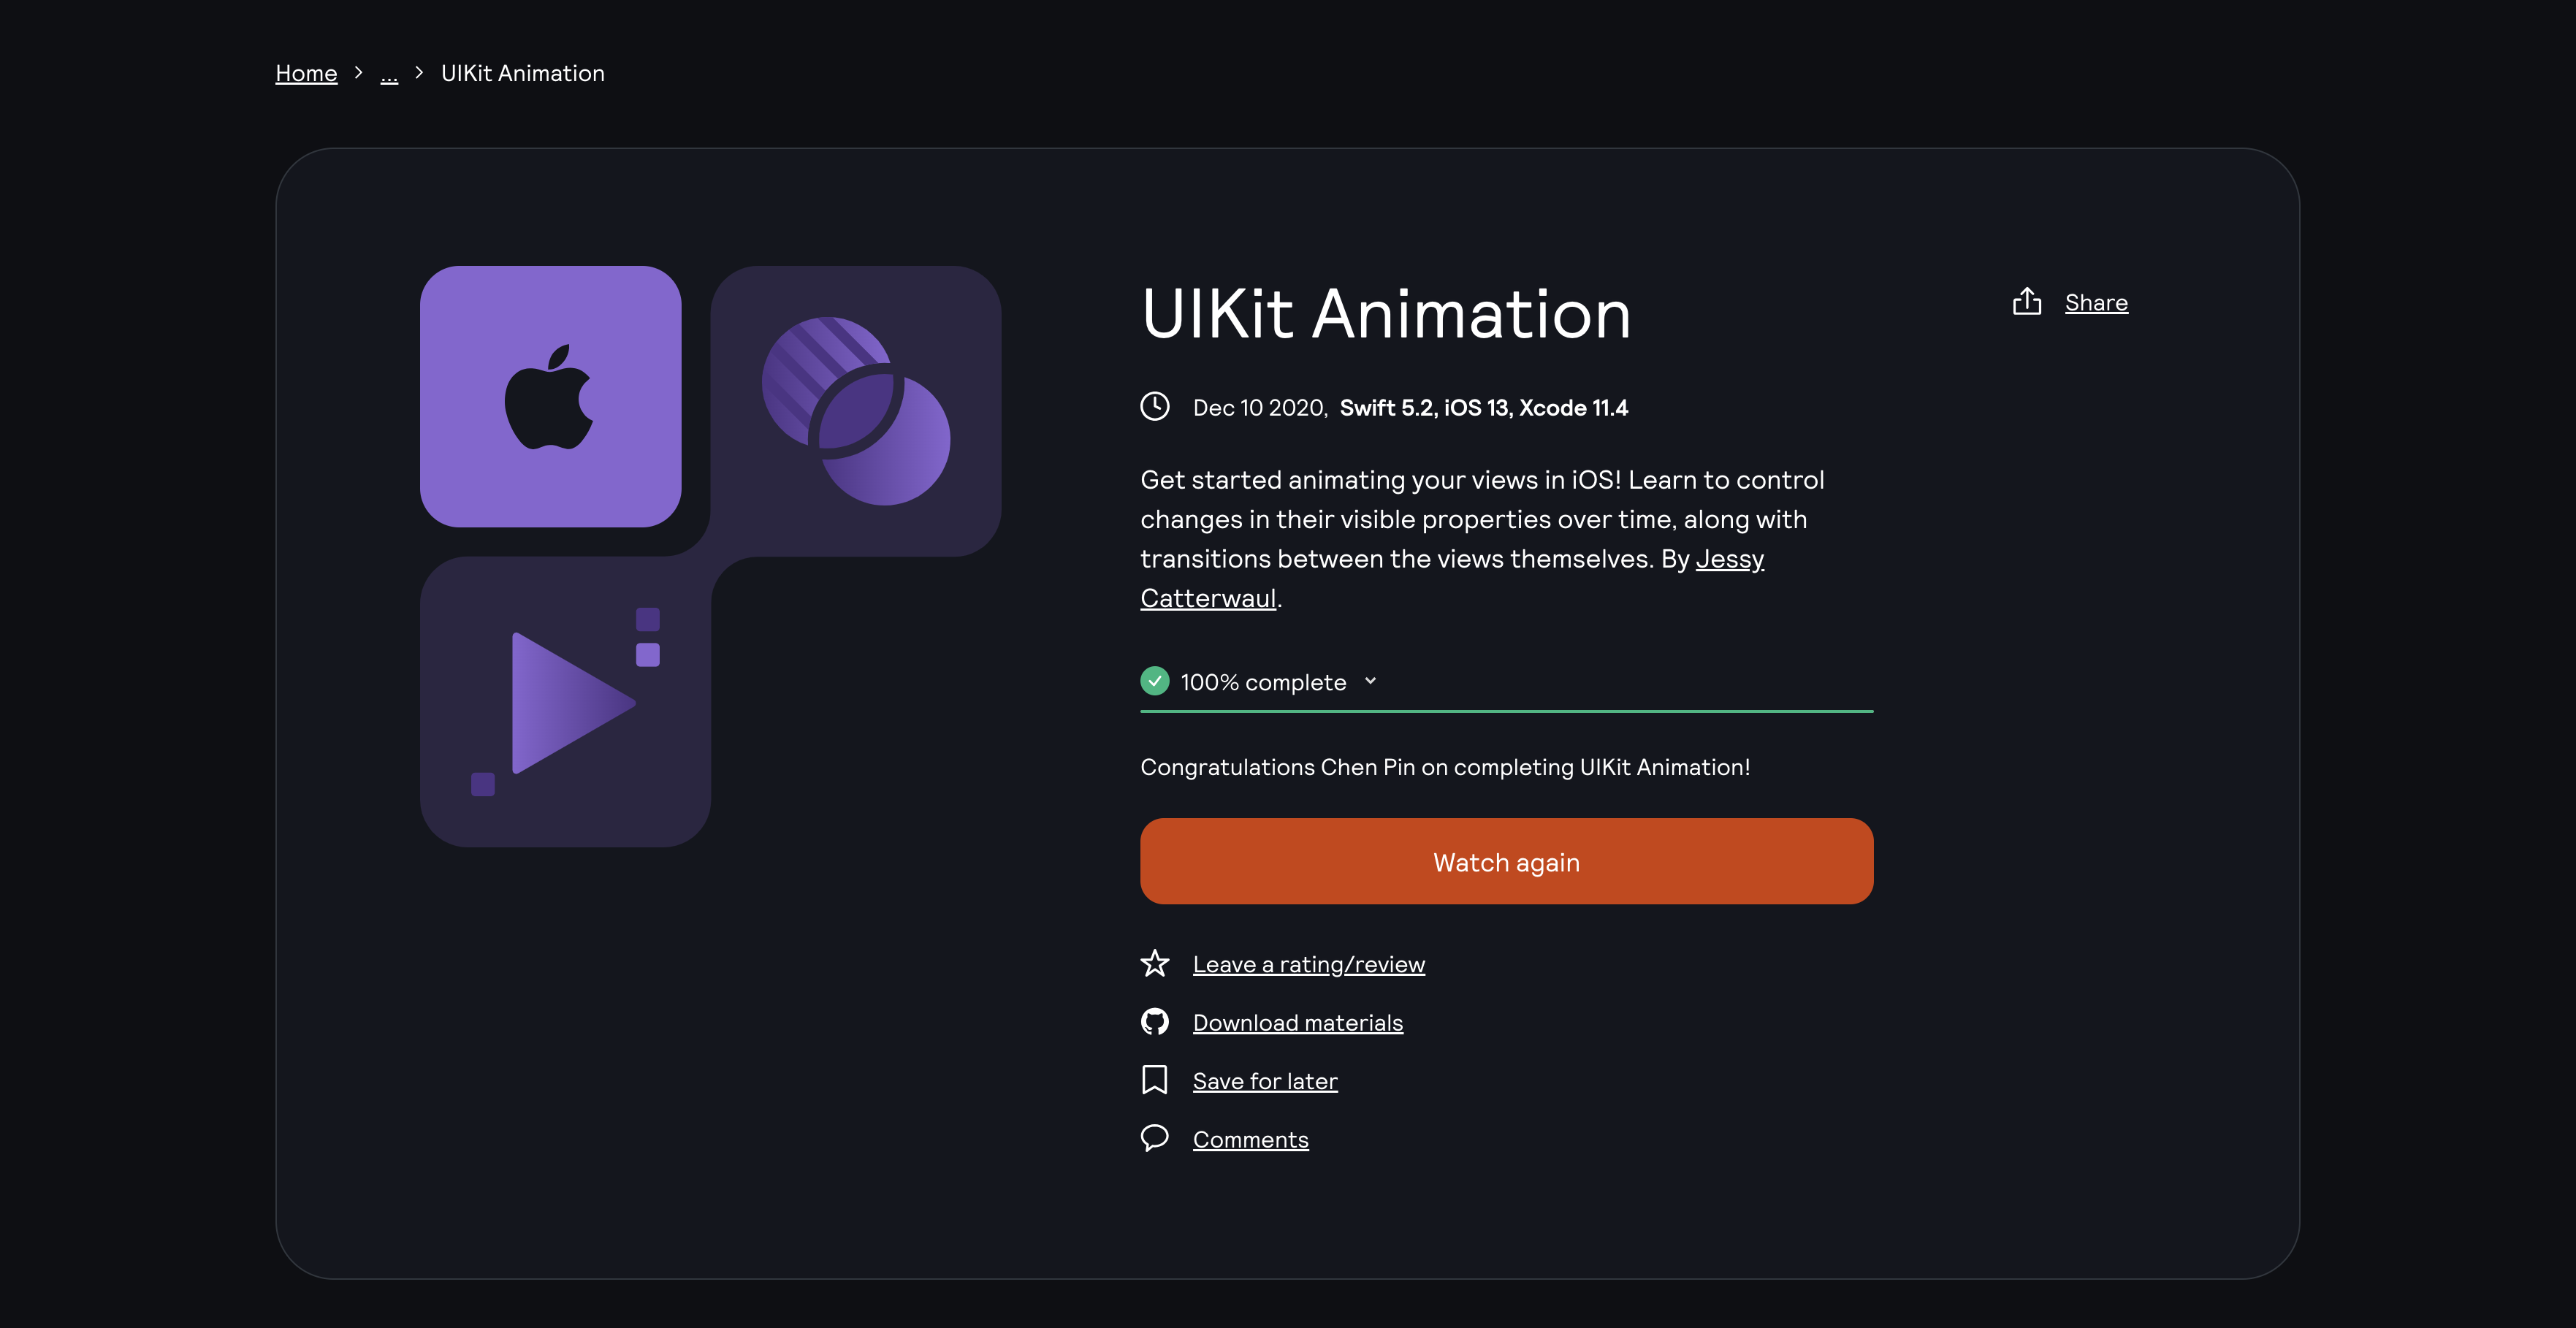 Home > ... > UIKit Animation
UIKit Animation
Share
Dec 10 2020, Swift 5.2, iOS 13, Xcode 11.4
Get started animating your views in iOS! Learn to control
changes in their visible properties over time, along with
transitions between the views themselves. By Jessy
Catterwaul.
100% complete
Congratulations Chen Pin on completing UIKit Animation!
Watch again
Leave a rating/review
Download materials
Save for later
Comments